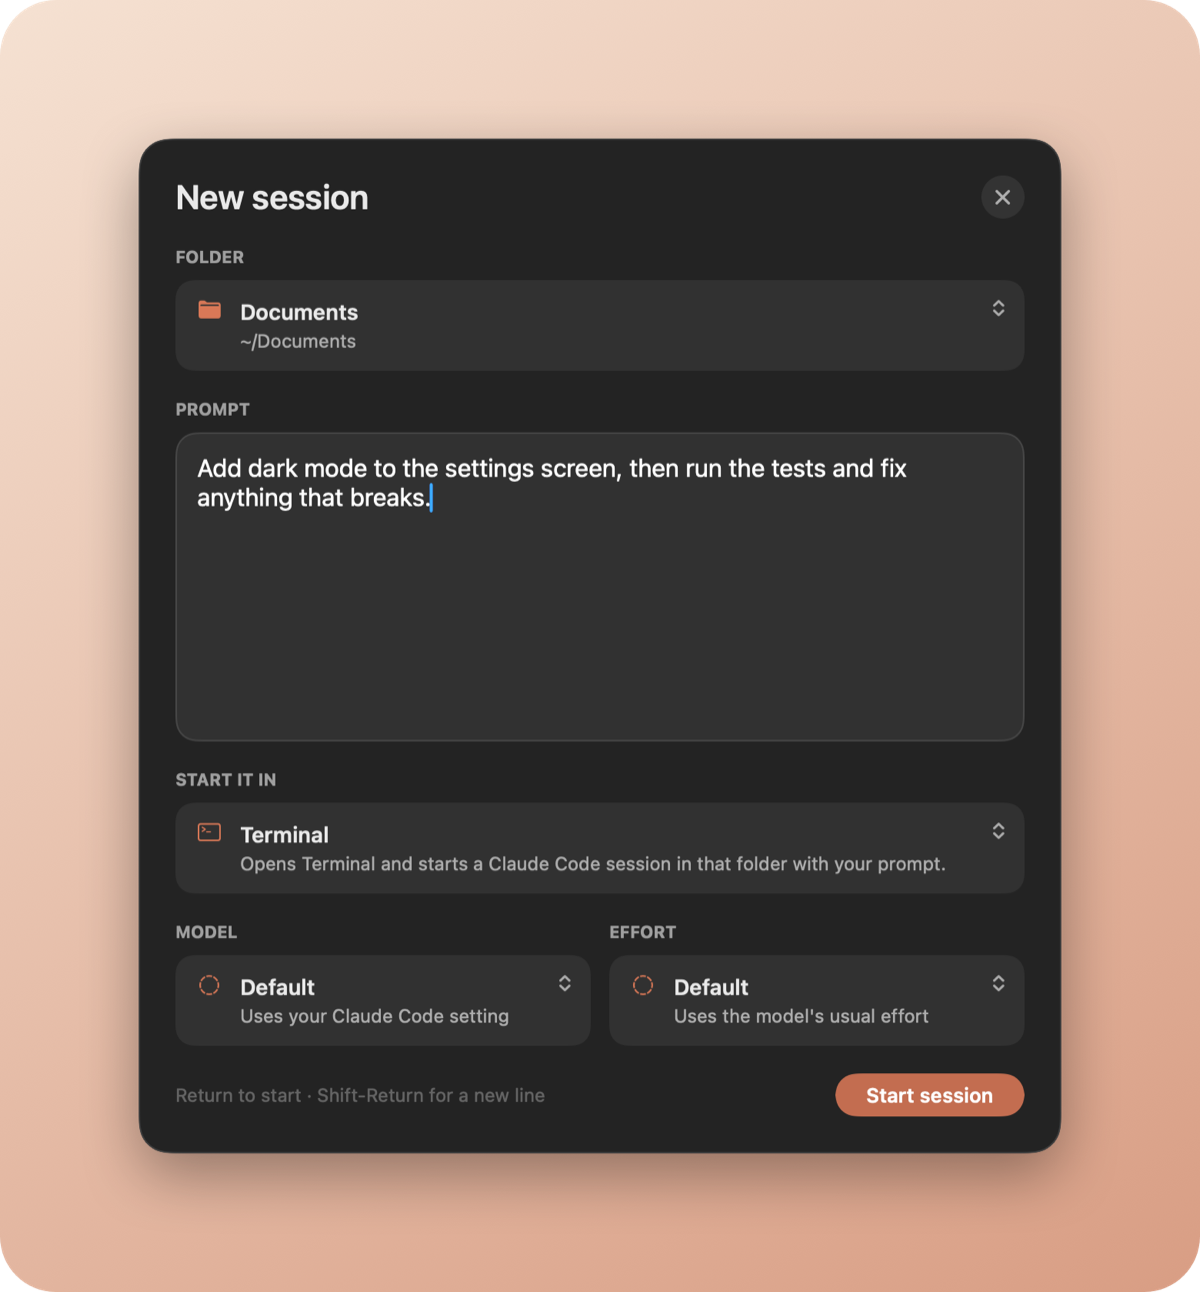 New session
FOLDER
Documents
~/Documents
PROMPT
Add dark mode to the settings screen, then run the tests and fix
anything that breaks.
START IT IN
Terminal
Opens Terminal and starts a Claude Code session in that folder with your prompt.
MODEL
EFFORT
Default
Default
Uses your Claude Code setting
Uses the model's usual effort
Return to start · Shift-Return for a new line
Start session